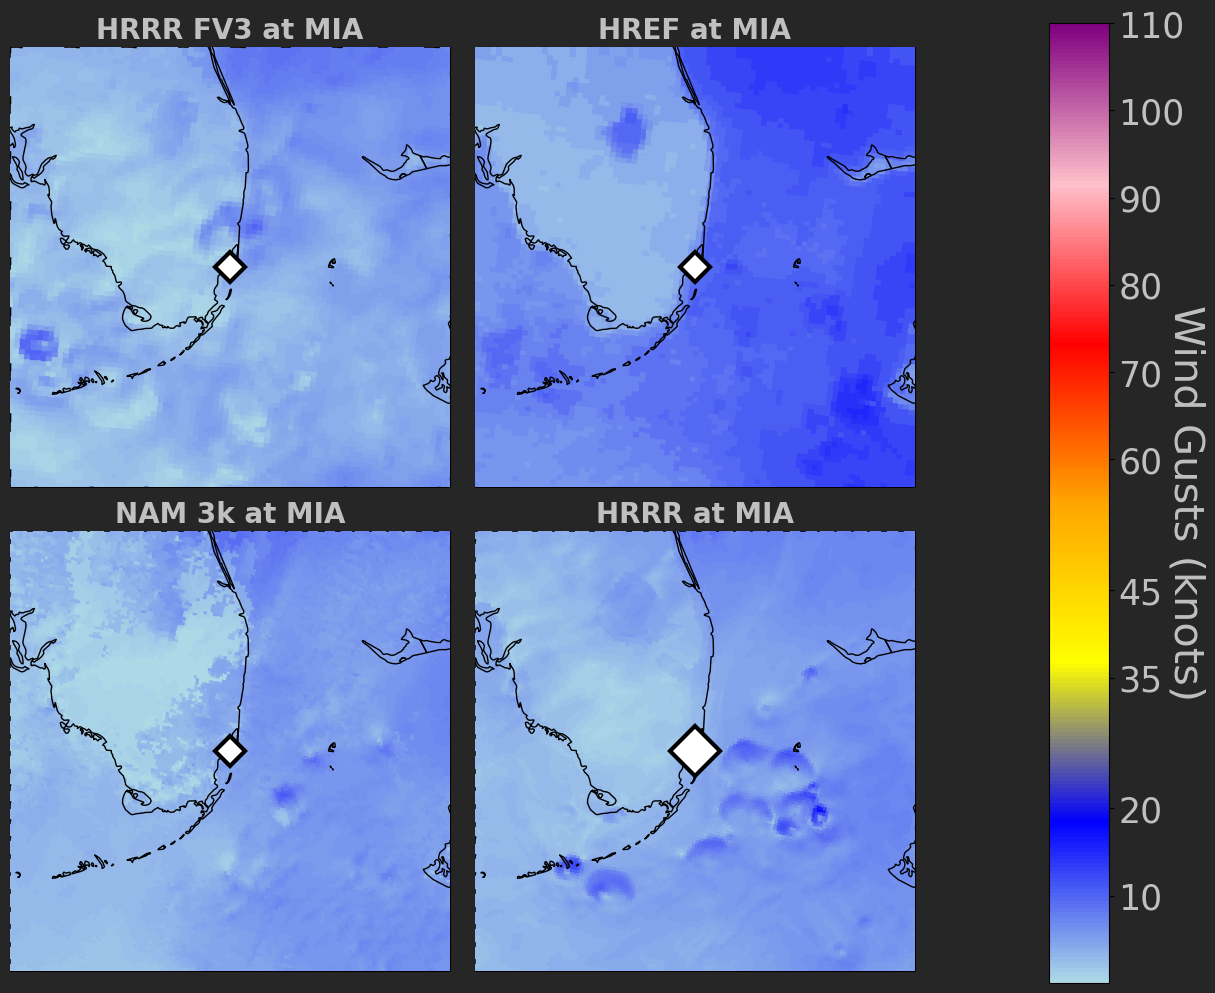 HRRR FV3 at MIA
HREF at MIA
NAM 3k at MIA
HRRR at MIA
110
100
90
80
70
60
45
35
20
10
Wind Gusts (knots)